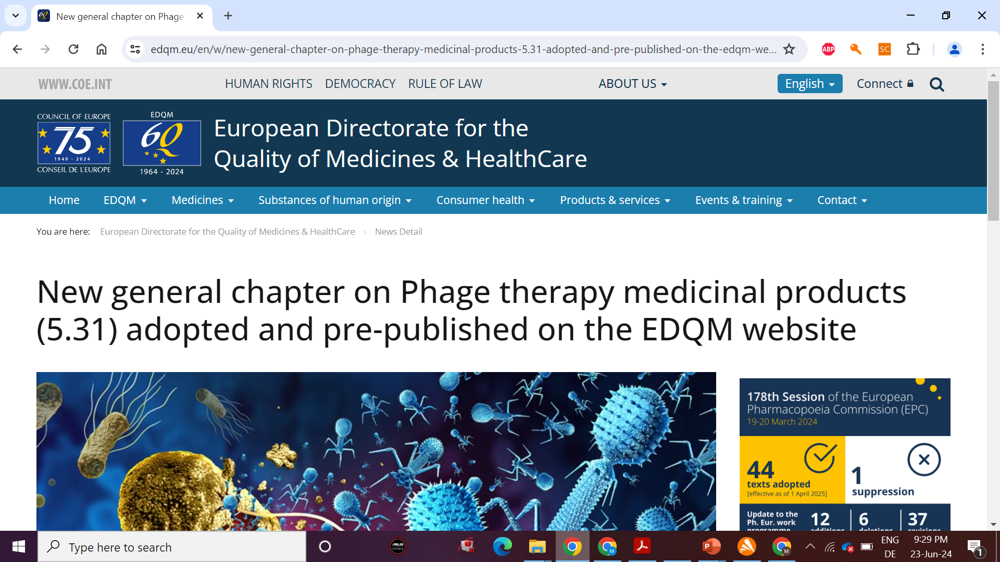 New general chapter on Phage
edqm.eu/en/w/new-general-chapter-on-phage-therapy-medicinal-products-5.31-adopted-and-pre-published-on-the-edqm-we...
ABP
SC
WWW.COE.INT
HUMAN RIGHTS DEMOCRACY RULE OF LAW
ABOUT US
English
Connect
COUNCIL OF EUROPE
75
1949 - 2024
CONSEIL DE L'EUROPE
EDQM
60
1964 - 2024
European Directorate for the
Quality of Medicines & HealthCare
Home EDQM Medicines Substances of human origin Consumer health Products & services Events & training Contact
You are here: European Directorate for the Quality of Medicines & HealthCare News Detail
New general chapter on Phage therapy medicinal products
(5.31) adopted and pre-published on the EDQM website
178th Session of the European
Pharmacopoeia Commission (EPC)
19-20 March 2024
44
texts adopted
[effective as of 1 April 2025]
1
suppression
Update to the
Ph. Eur. work
programme
12
additions
6
deletions
37
revisions
Type here to search
ENG
DE
9:29 PM
23-Jun-24
1